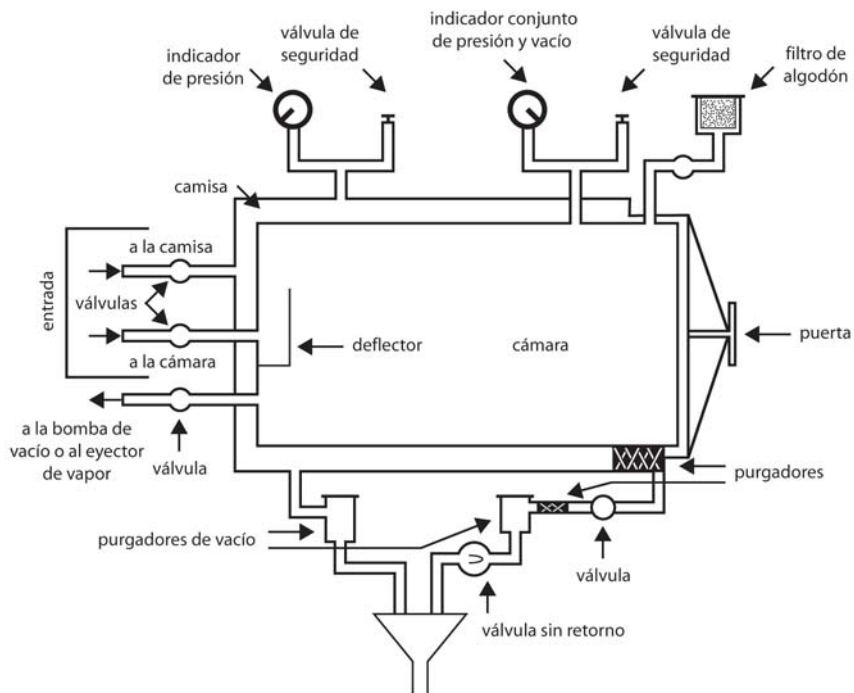 indicador
de presión
válvula de
seguridad
indicador conjunto
de presión y vacío
válvula de
seguridad
filtro de
algodón
camisa
entrada
a la camisa
válvulas
a la cámara
deflector
cámara
puerta
a la bomba de
vacío o al eyector
de vapor
válvula
purgadores
purgadores de vacío
válvula
válvula sin retorno